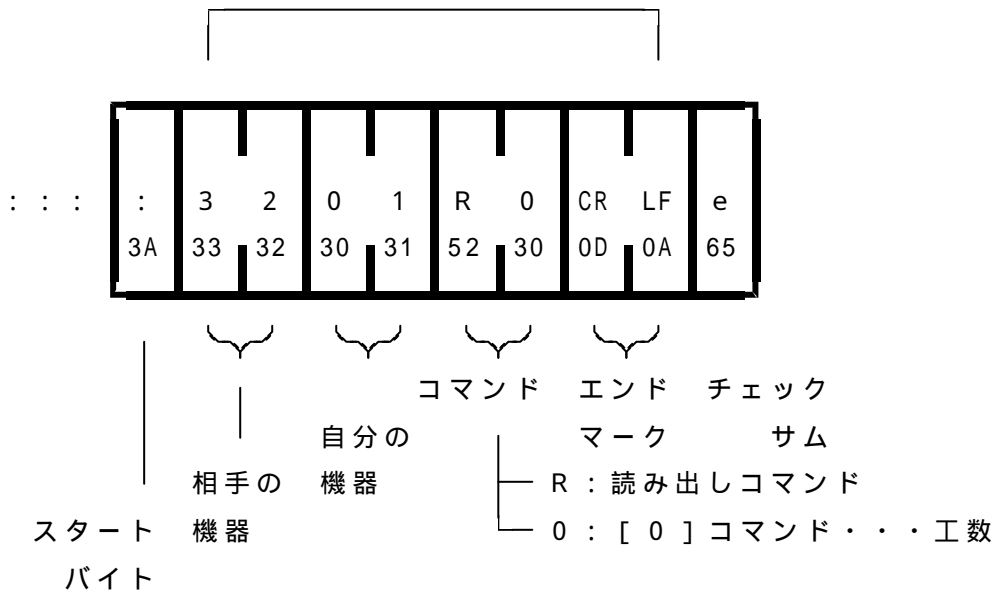 : : : : 3 2 0 1 R 0 CR LF e
3A 33 32 30 31 52 30 0D 0A 65
コマンド エンド チェック
自分の マーク サム
相手の 機器 R:読み出しコマンド
スタート 機器 0:[0]コマンド・・・工数
バイト